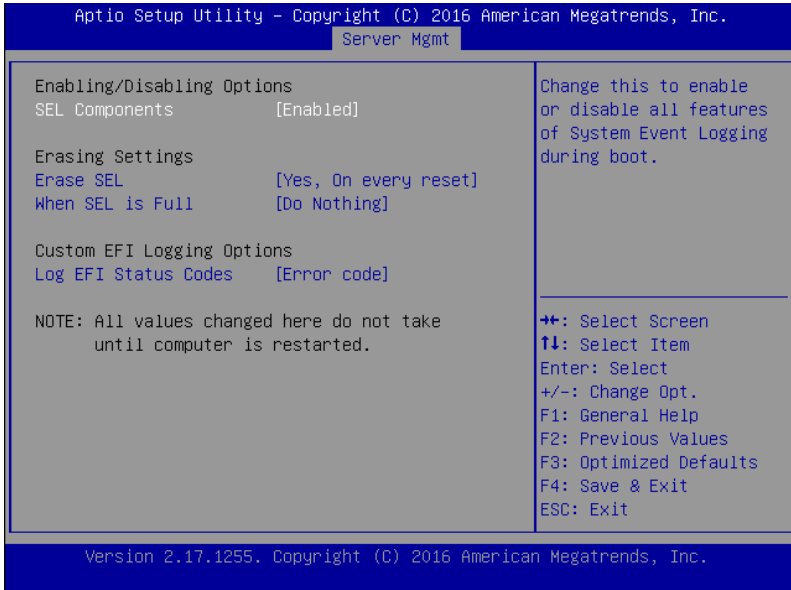 Aptio Setup Utility – Copyright (C) 2016 American Megatrends, Inc.
Server Mgmt
Enabling/Disabling Options
SEL Components [Enabled]
Erasing Settings
Erase SEL [Yes, On every reset]
When SEL is Full [Do Nothing]
Custom EFI Logging Options
Log EFI Status Codes [Error code]
NOTE: All values changed here do not take
until computer is restarted.
Change this to enable
or disable all features
of System Event Logging
during boot.
→←: Select Screen
↑↓: Select Item
Enter: Select
+/-: Change Opt.
F1: General Help
F2: Previous Values
F3: Optimized Defaults
F4: Save & Exit
ESC: Exit
Version 2.17.1255. Copyright (C) 2016 American Megatrends, Inc.